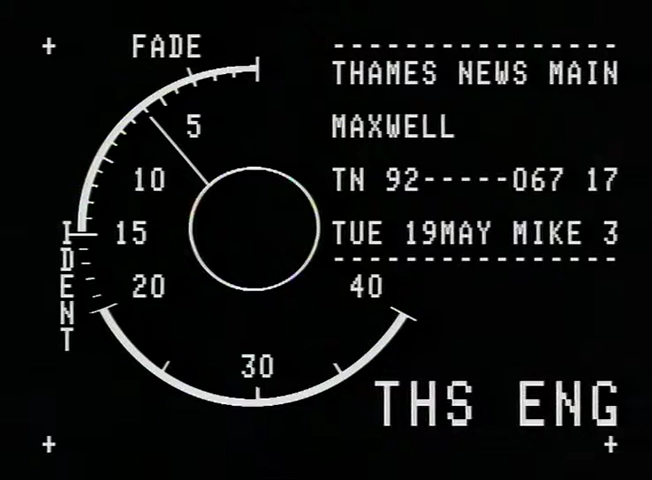 FADE
THAMES NEWS MAIN
MAXWELL
TN 92-----067 17
TUE 19MAY MIKE 3
5
10
15
20
30
40
IDENT
THS ENG